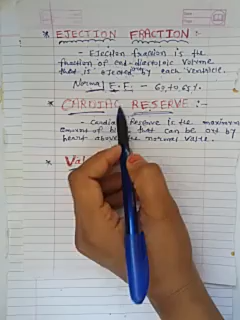 * EJECTION FRACTION :-
- Ejection fraction is the
fraction of end-diastolic volume
that is ejected by each ventricle.
Normal E.F. - 60 to 65%.
* CARDIAC RESERVE :-
- Cardiac Reserve is the maximum
amount of that can be out by
heart above the normal value.
*